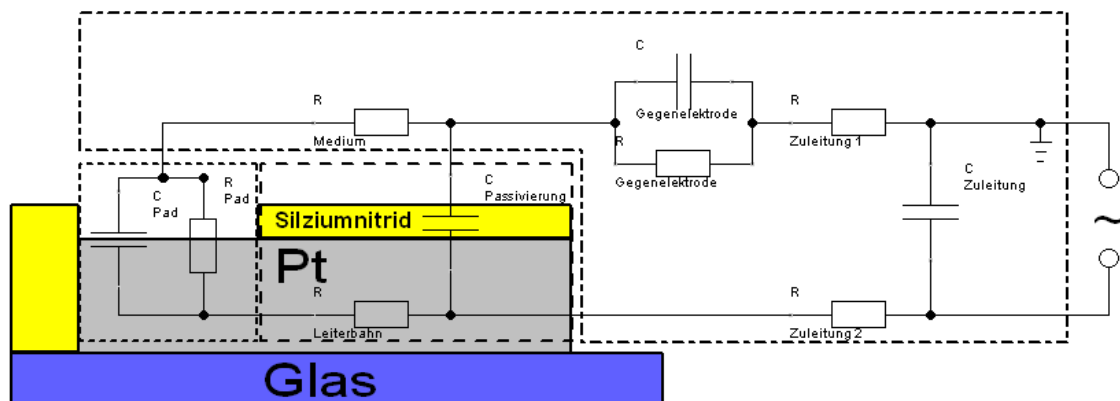 C
Gegenelektrode
R
Gegenelektrode
R
Medium
R
Zuleitung 1
C
Zuleitung
~
C
Pad
R
Pad
C
Passivierung
Silziumnitrid
Pt
R
Leiterbahn
R
Zuleitung 2
Glas